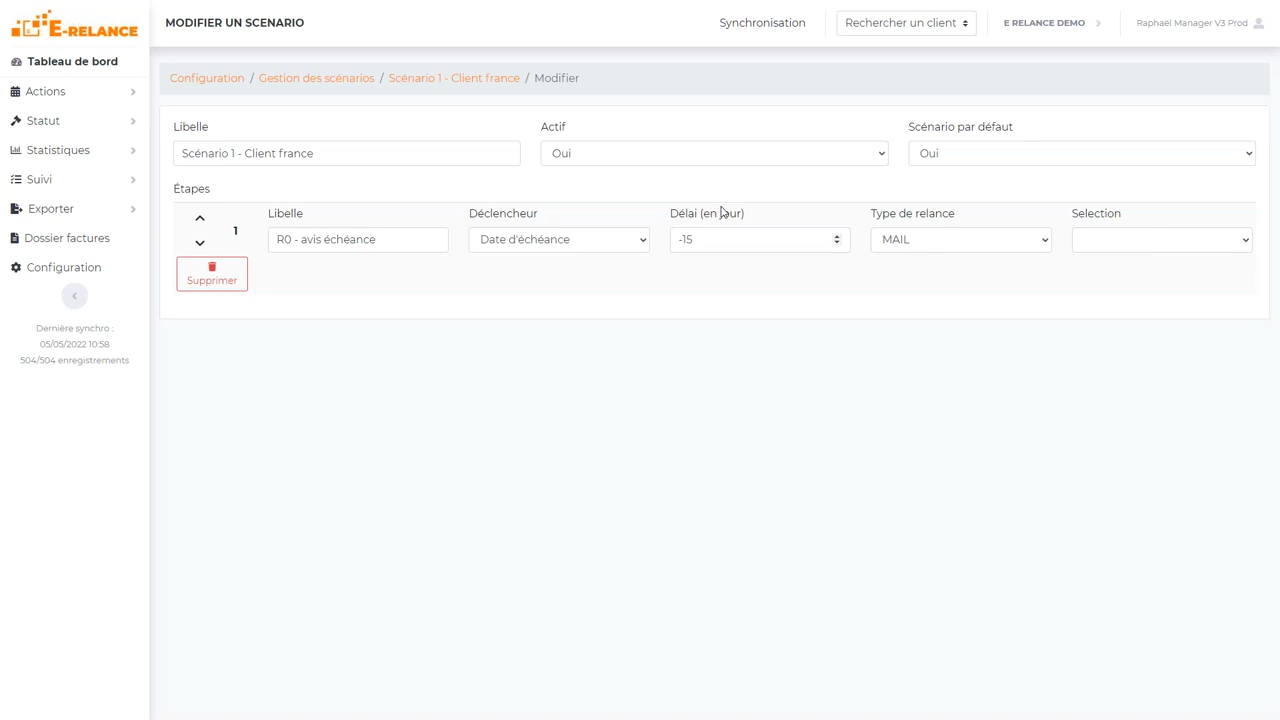 E-RELANCE
MODIFIER UN SCENARIO
Synchronisation
Rechercher un client
E RELANCE DEMO
Raphaël Manager V3 Prod
Tableau de bord
Actions
Statut
Statistiques
Suivi
Exporter
Dossier factures
Configuration
Dernière synchro :
05/05/2022 10:58
504/504 enregistrements
Configuration / Gestion des scénarios / Scénario 1 - Client france / Modifier
Libelle
Actif
Scénario par défaut
Scénario 1 - Client france
Oui
Oui
Étapes
1
Libelle
Déclencheur
Délai (en jour)
Type de relance
Selection
R0 - avis échéance
Date d'échéance
-15
MAIL
Supprimer